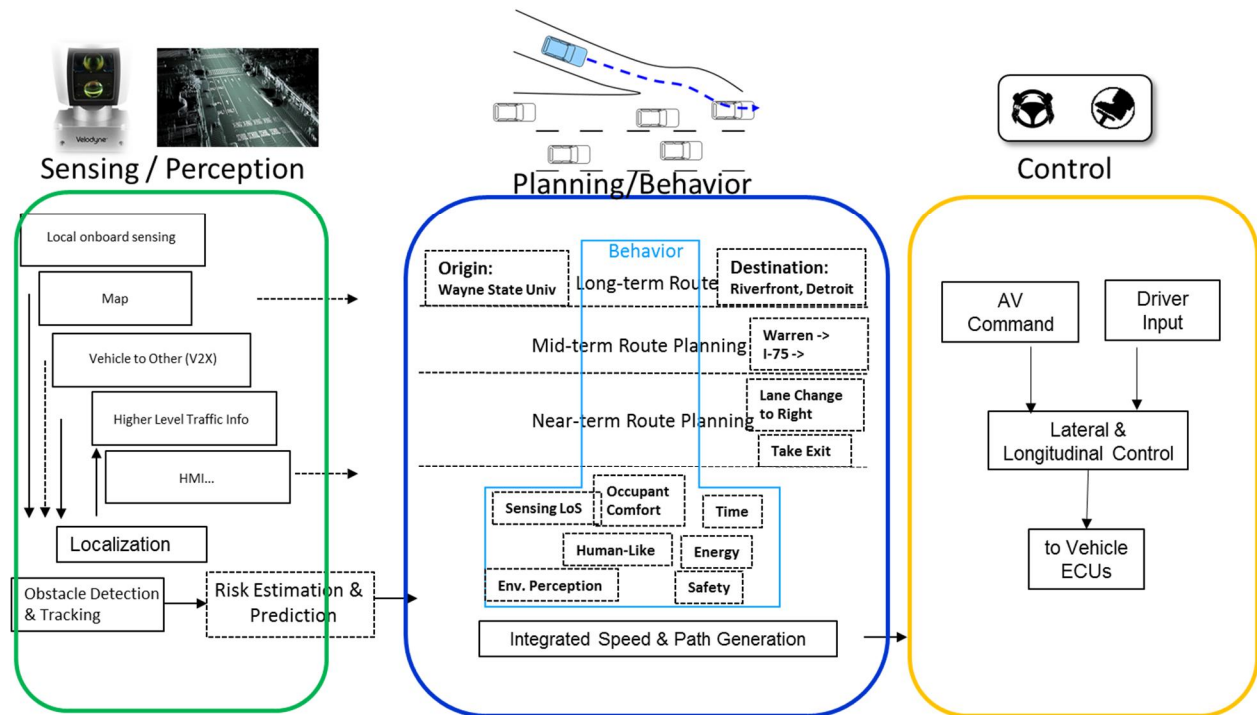 Velodyne
Sensing / Perception
Local onboard sensing
Map
Vehicle to Other (V2X)
Higher Level Traffic Info
HMI...
Localization
Obstacle Detection
& Tracking
Risk Estimation &
Prediction
Planning/Behavior
Behavior
Origin:
Wayne State Univ
Long-term Route
Destination:
Riverfront, Detroit
Mid-term Route Planning
Warren ->
I-75 ->
Near-term Route Planning
Lane Change
to Right
Take Exit
Sensing LoS
Occupant
Comfort
Time
Human-Like
Energy
Env. Perception
Safety
Integrated Speed & Path Generation
Control
AV
Command
Driver
Input
Lateral &
Longitudinal Control
to Vehicle
ECUs